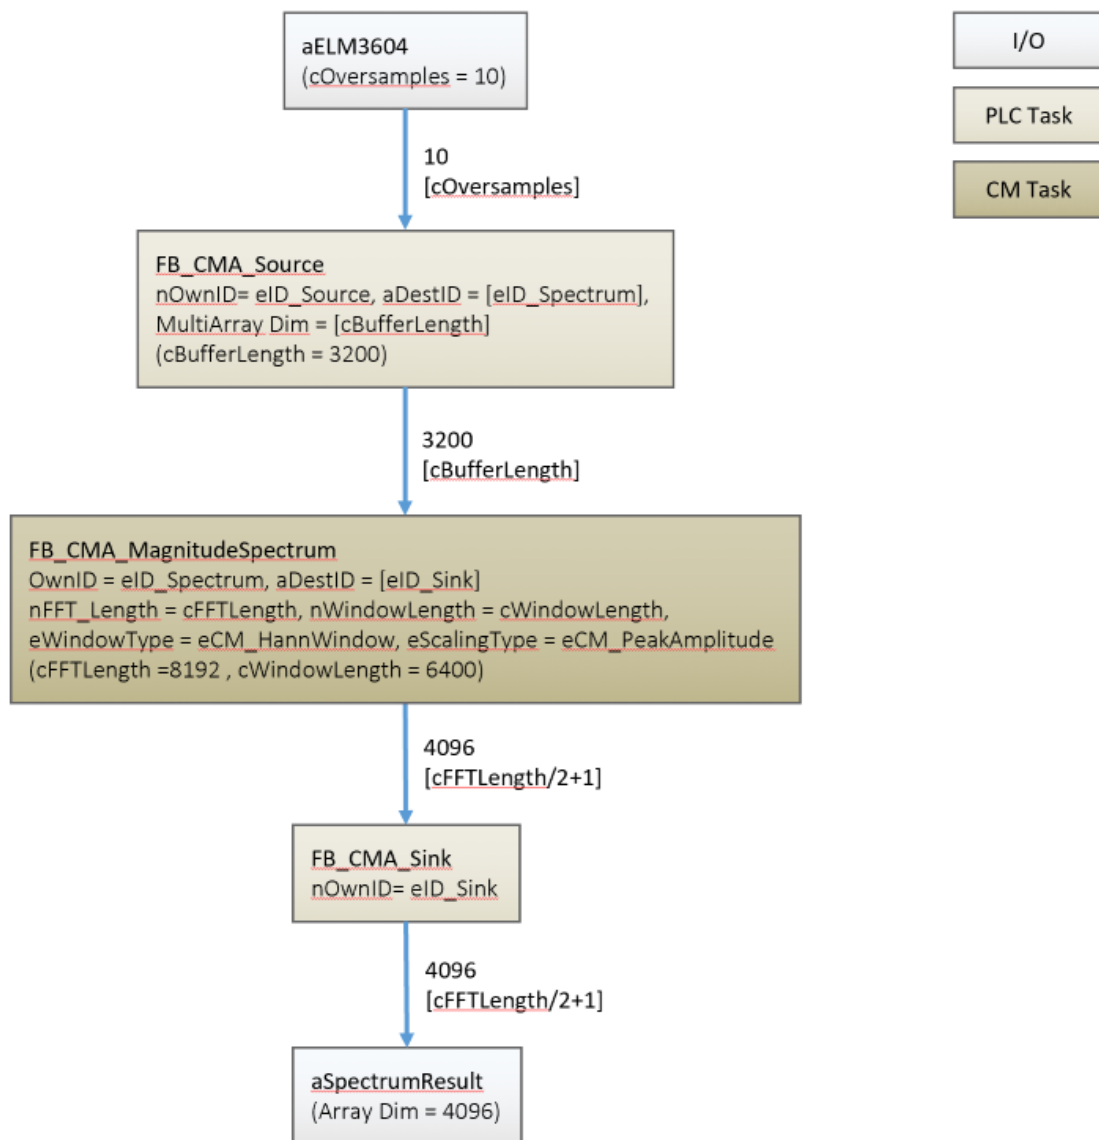 aELM3604
(cOversamples = 10)
I/O
PLC Task
CM Task
10
[cOversamples]
FB_CMA_Source
nOwnID= eID_Source, aDestID = [eID_Spectrum],
MultiArray Dim = [cBufferLength]
(cBufferLength = 3200)
3200
[cBufferLength]
FB_CMA_MagnitudeSpectrum
OwnID = eID_Spectrum, aDestID = [eID_Sink]
nFFT_Length = cFFTLength, nWindowLength = cWindowLength,
eWindowType = eCM_HannWindow, eScalingType = eCM_PeakAmplitude
(cFFTLength =8192 , cWindowLength = 6400)
4096
[cFFTLength/2+1]
FB_CMA_Sink
nOwnID= eID_Sink
4096
[cFFTLength/2+1]
aSpectrumResult
(Array Dim = 4096)